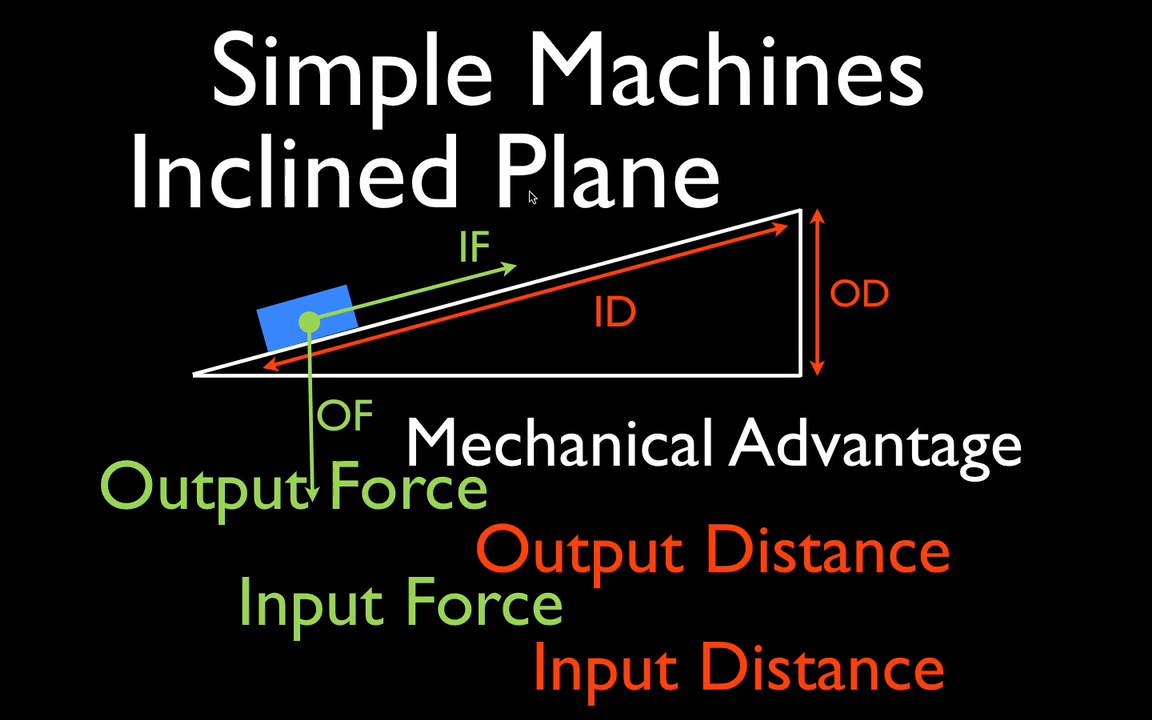 Simple Machines
Inclined Plane
IF
ID
OD
OF
Mechanical Advantage
Output Force
Output Distance
Input Force
Input Distance